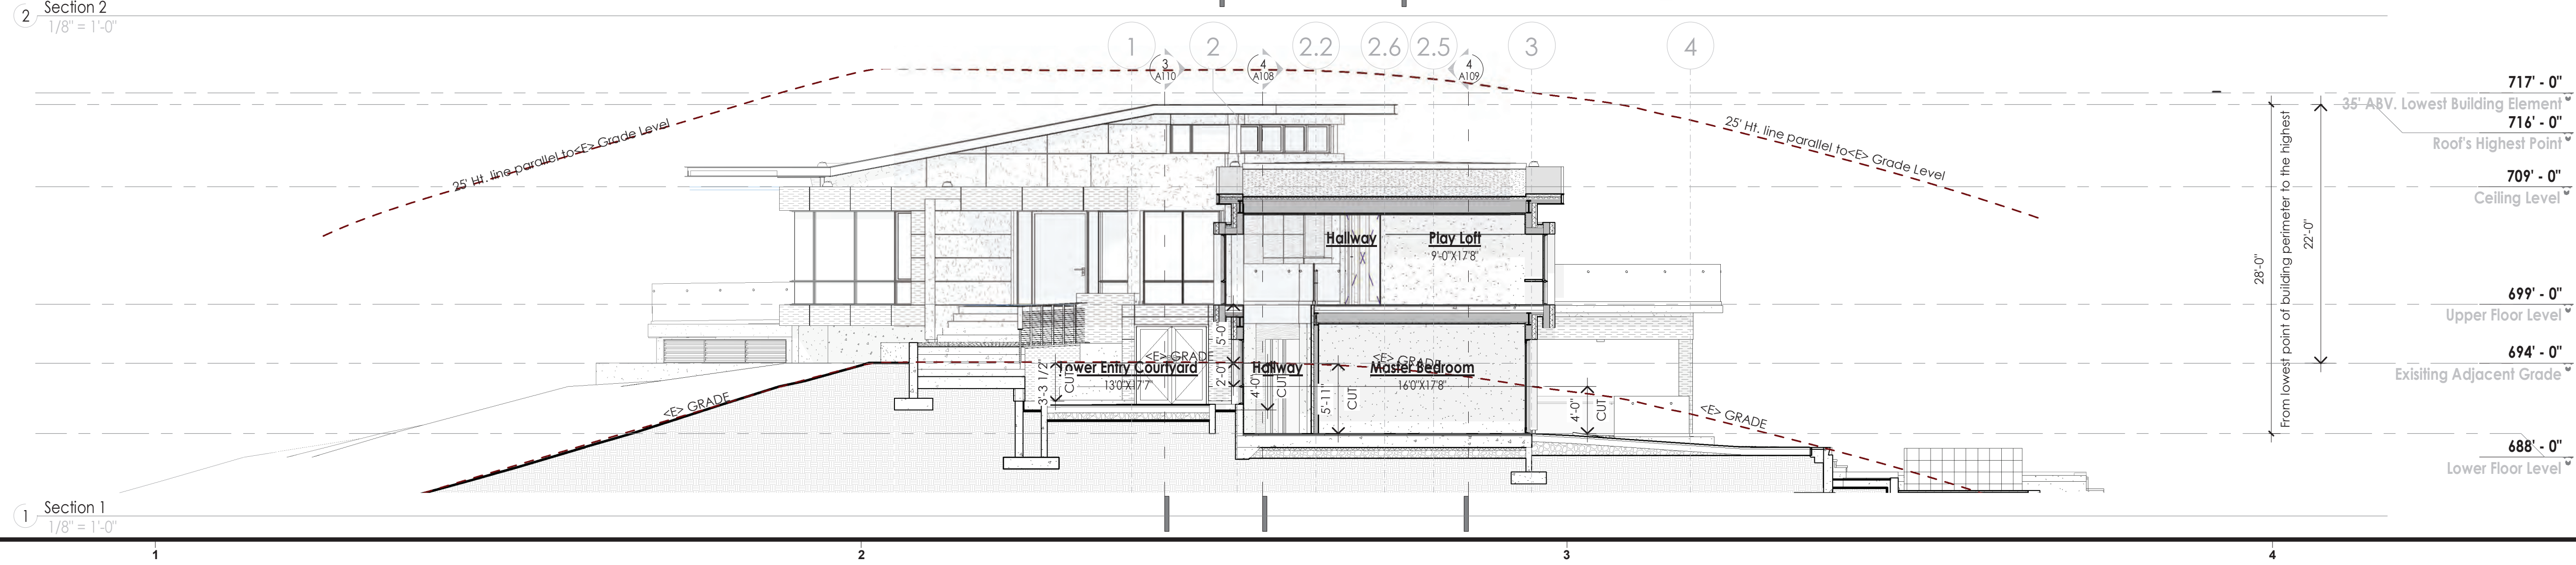 2 Section 2
1/8" = 1'-0"
1 2 2.2 2.6 2.5 3 4
3 4 4
A110 A108 A109
717' - 0"
35' ABV. Lowest Building Element
716' - 0"
Roof's Highest Point
25' Ht. line parallel to<E> Grade Level
25' Ht. line parallel to<E> Grade Level
709' - 0"
Ceiling Level
Hallway
Play Loft
9'-0"X17'8"
28'-0"
From lowest point of building perimeter to the highest
22'-0"
699' - 0"
Upper Floor Level
5'-0"
<E> GRADE
<E> GRADE
694' - 0"
Exisiting Adjacent Grade
Lower Entry Courtyard
13'0"X17'7"
Hallway
Master Bedroom
16'0"X17'8"
3'-3 1/2"
CUT
2'-0"
4'-0"
CUT
5'-11"
CUT
4'-0"
CUT
<E> GRADE
<E> GRADE
688' - 0"
Lower Floor Level
1 Section 1
1/8" = 1'-0"
1 2 3 4